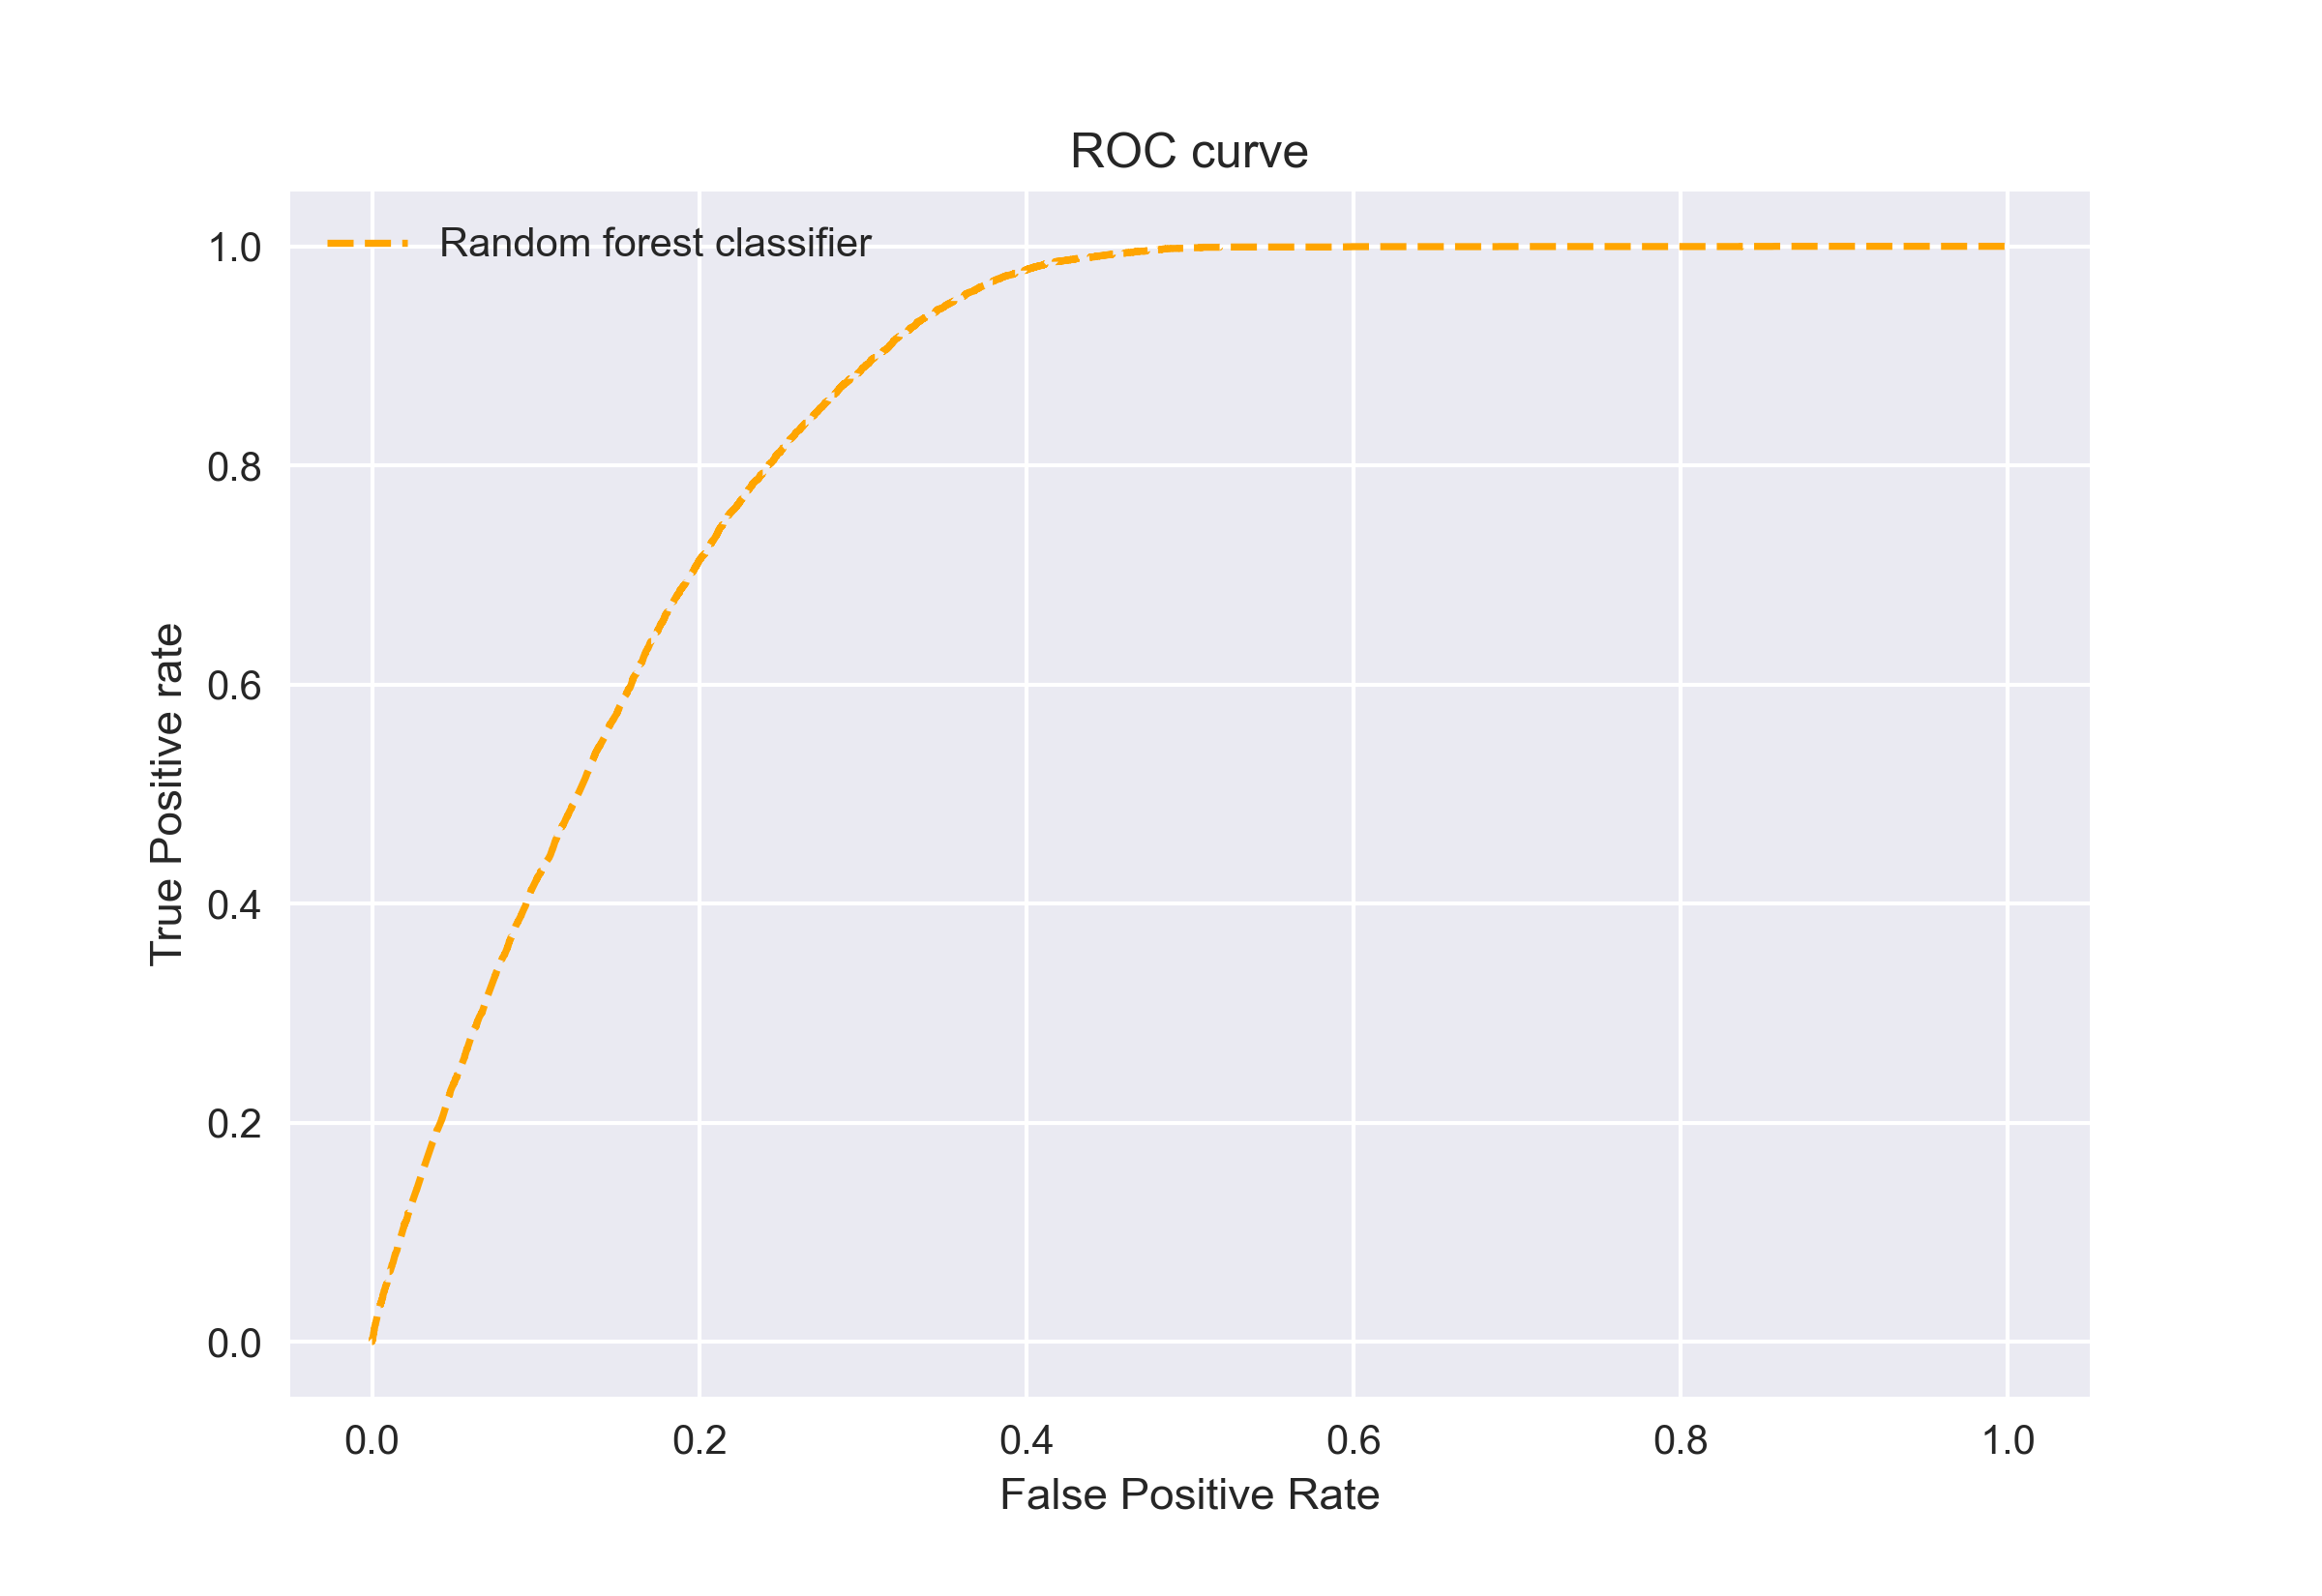 ROC curve
Random forest classifier
1.0
0.8
0.6
0.4
0.2
0.0
True Positive rate
0.0 0.2 0.4 0.6 0.8 1.0
False Positive Rate